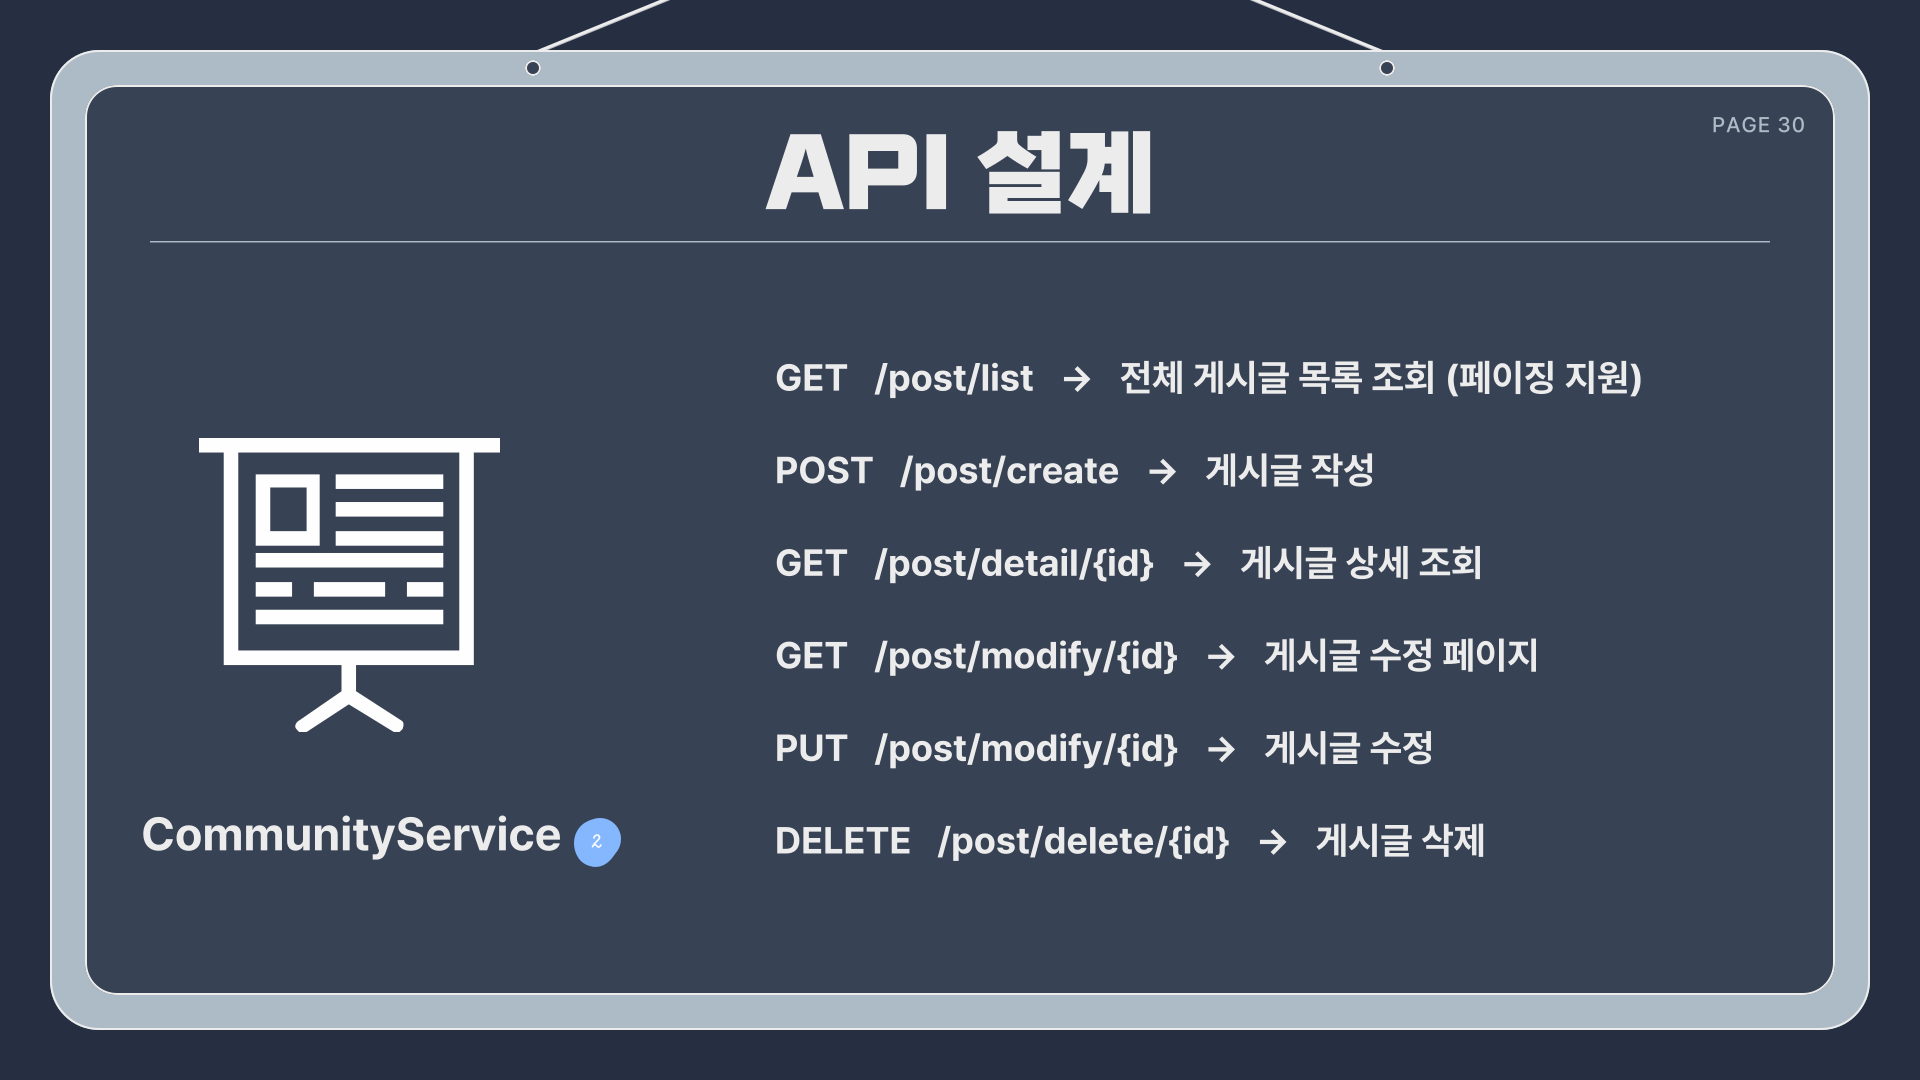 PAGE 30
API 설계
GET /post/list → 전체 게시글 목록 조회 (페이징 지원)
POST /post/create → 게시글 작성
GET /post/detail/{id} → 게시글 상세 조회
GET /post/modify/{id} → 게시글 수정 페이지
PUT /post/modify/{id} → 게시글 수정
DELETE /post/delete/{id} → 게시글 삭제
CommunityService 2